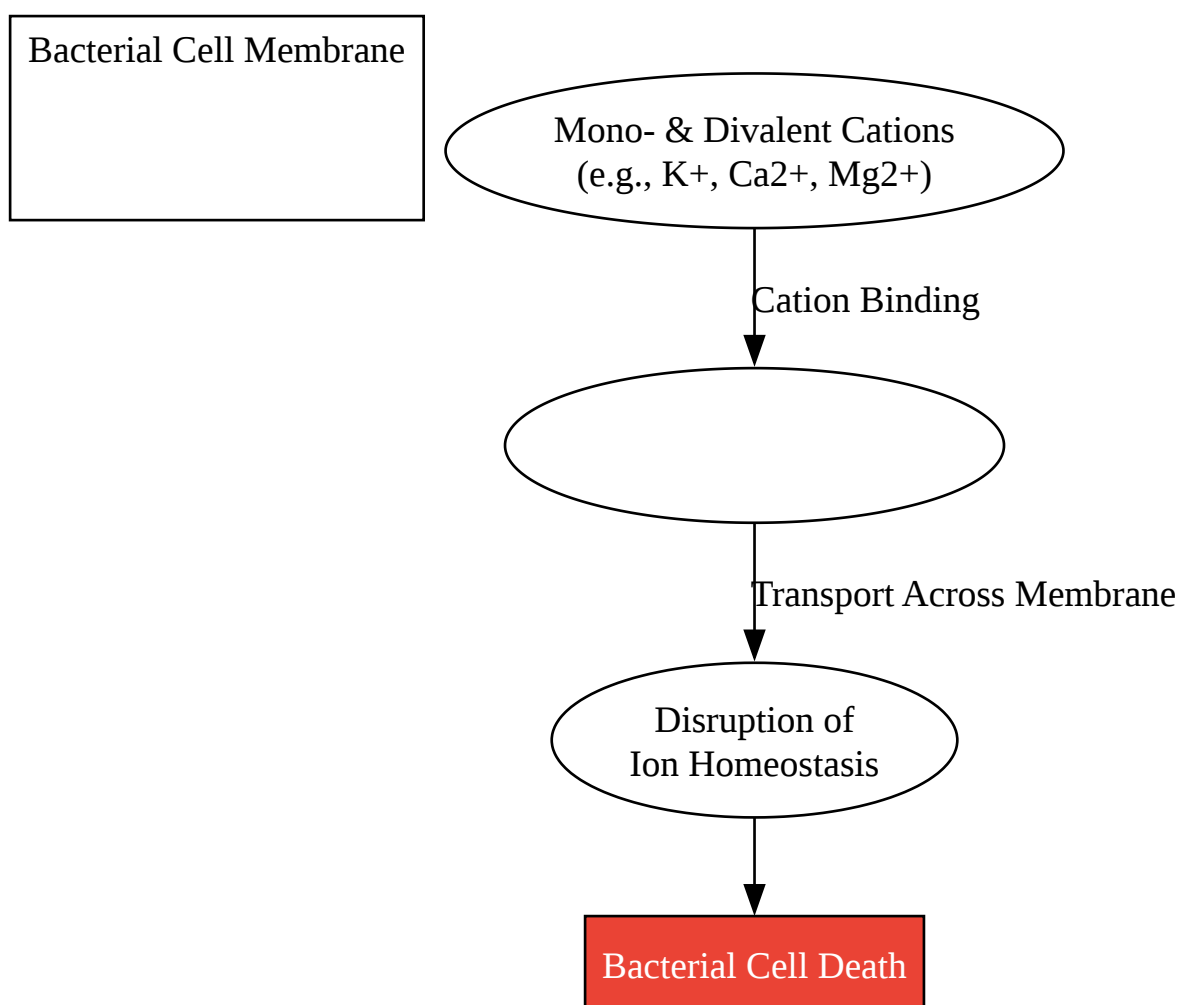 Bacterial Cell Membrane
Mono- & Divalent Cations
(e.g., K+, Ca2+, Mg2+)
Cation Binding
Transport Across Membrane
Disruption of
Ion Homeostasis
Bacterial Cell Death